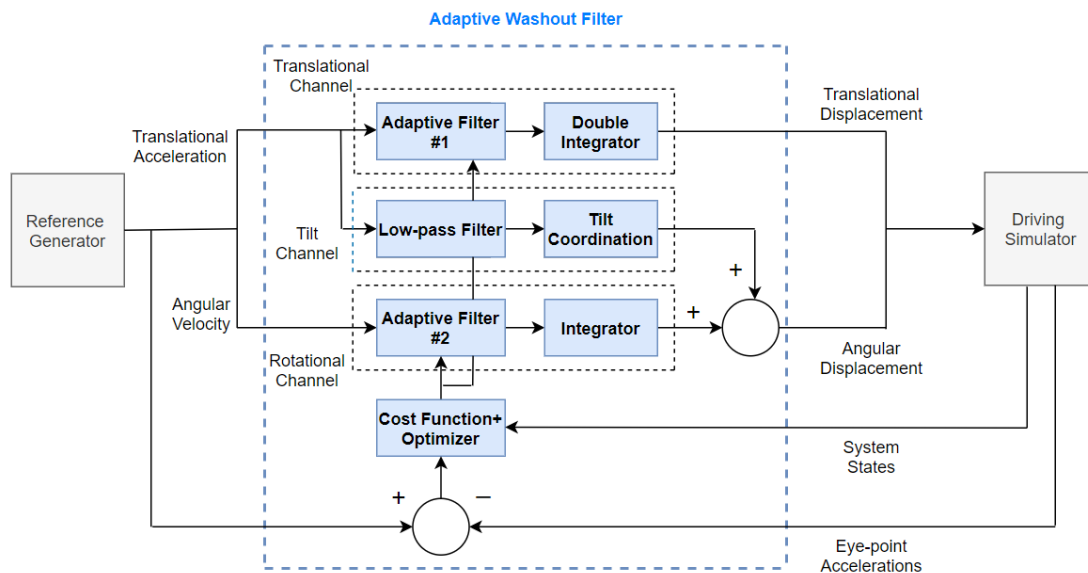 Adaptive Washout Filter
Translational
Channel
Translational
Acceleration
Adaptive Filter
#1
Double
Integrator
Translational
Displacement
Reference
Generator
Tilt
Channel
Low-pass Filter
Tilt
Coordination
Driving
Simulator
+
Angular
Velocity
Adaptive Filter
#2
Integrator
+
Rotational
Channel
Angular
Displacement
Cost Function+
Optimizer
System
States
+
−
Eye-point
Accelerations